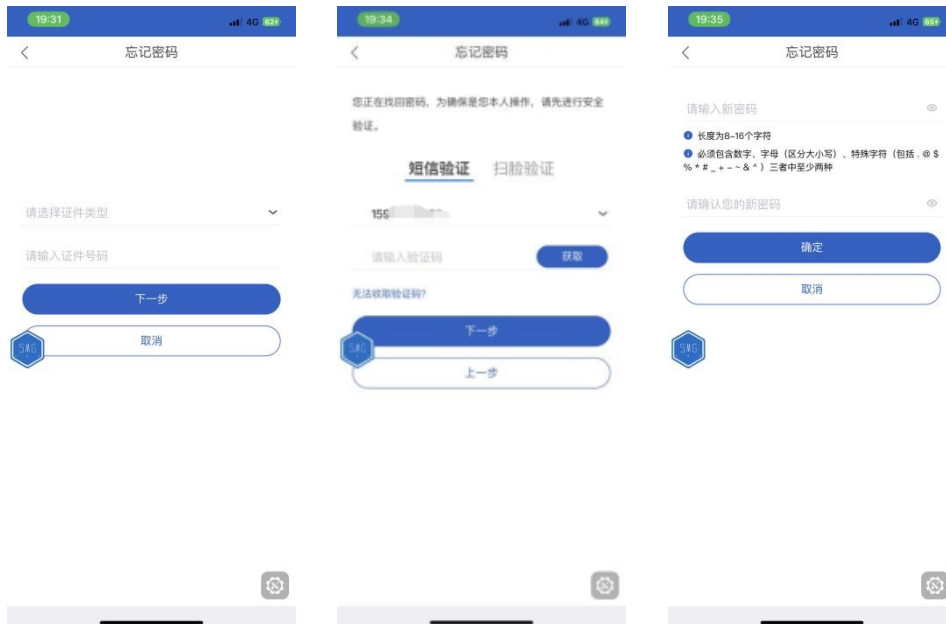 19:31
4G 62
忘记密码
请选择证件类型
请输入证件号码
下一步
取消
19:34
4G
忘记密码
您正在找回密码，为确保是您本人操作，请先进行安全
验证。
短信验证 扫脸验证
159
请输入验证码 获取
无法收取验证码?
下一步
上一步
19:35
4G 65
忘记密码
请输入新密码
长度为8-16个字符
必须包含数字、字母（区分大小写）、特殊字符（包括 . @ $
% * # _ + - ~ & ^ ）三者中至少两种
请确认您的新密码
确定
取消